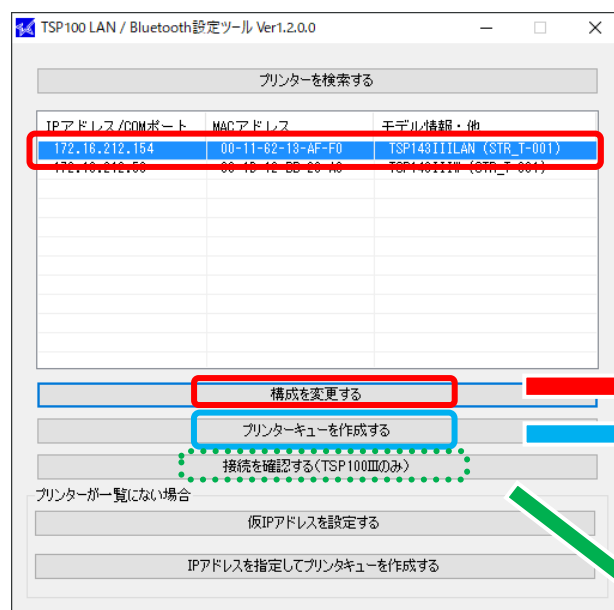 TSP100 LAN / Bluetooth設定ツール Ver1.2.0.0
プリンターを検索する
IPアドレス/COMポート MACアドレス モデル情報・他
172.16.212.154 00-11-62-13-AF-F0 TSP143IIILAN (STR_T-001)
構成を変更する
プリンターキューを作成する
接続を確認する(TSP100Ⅲのみ)
プリンターが一覧にない場合
仮IPアドレスを設定する
IPアドレスを指定してプリンタキューを作成する